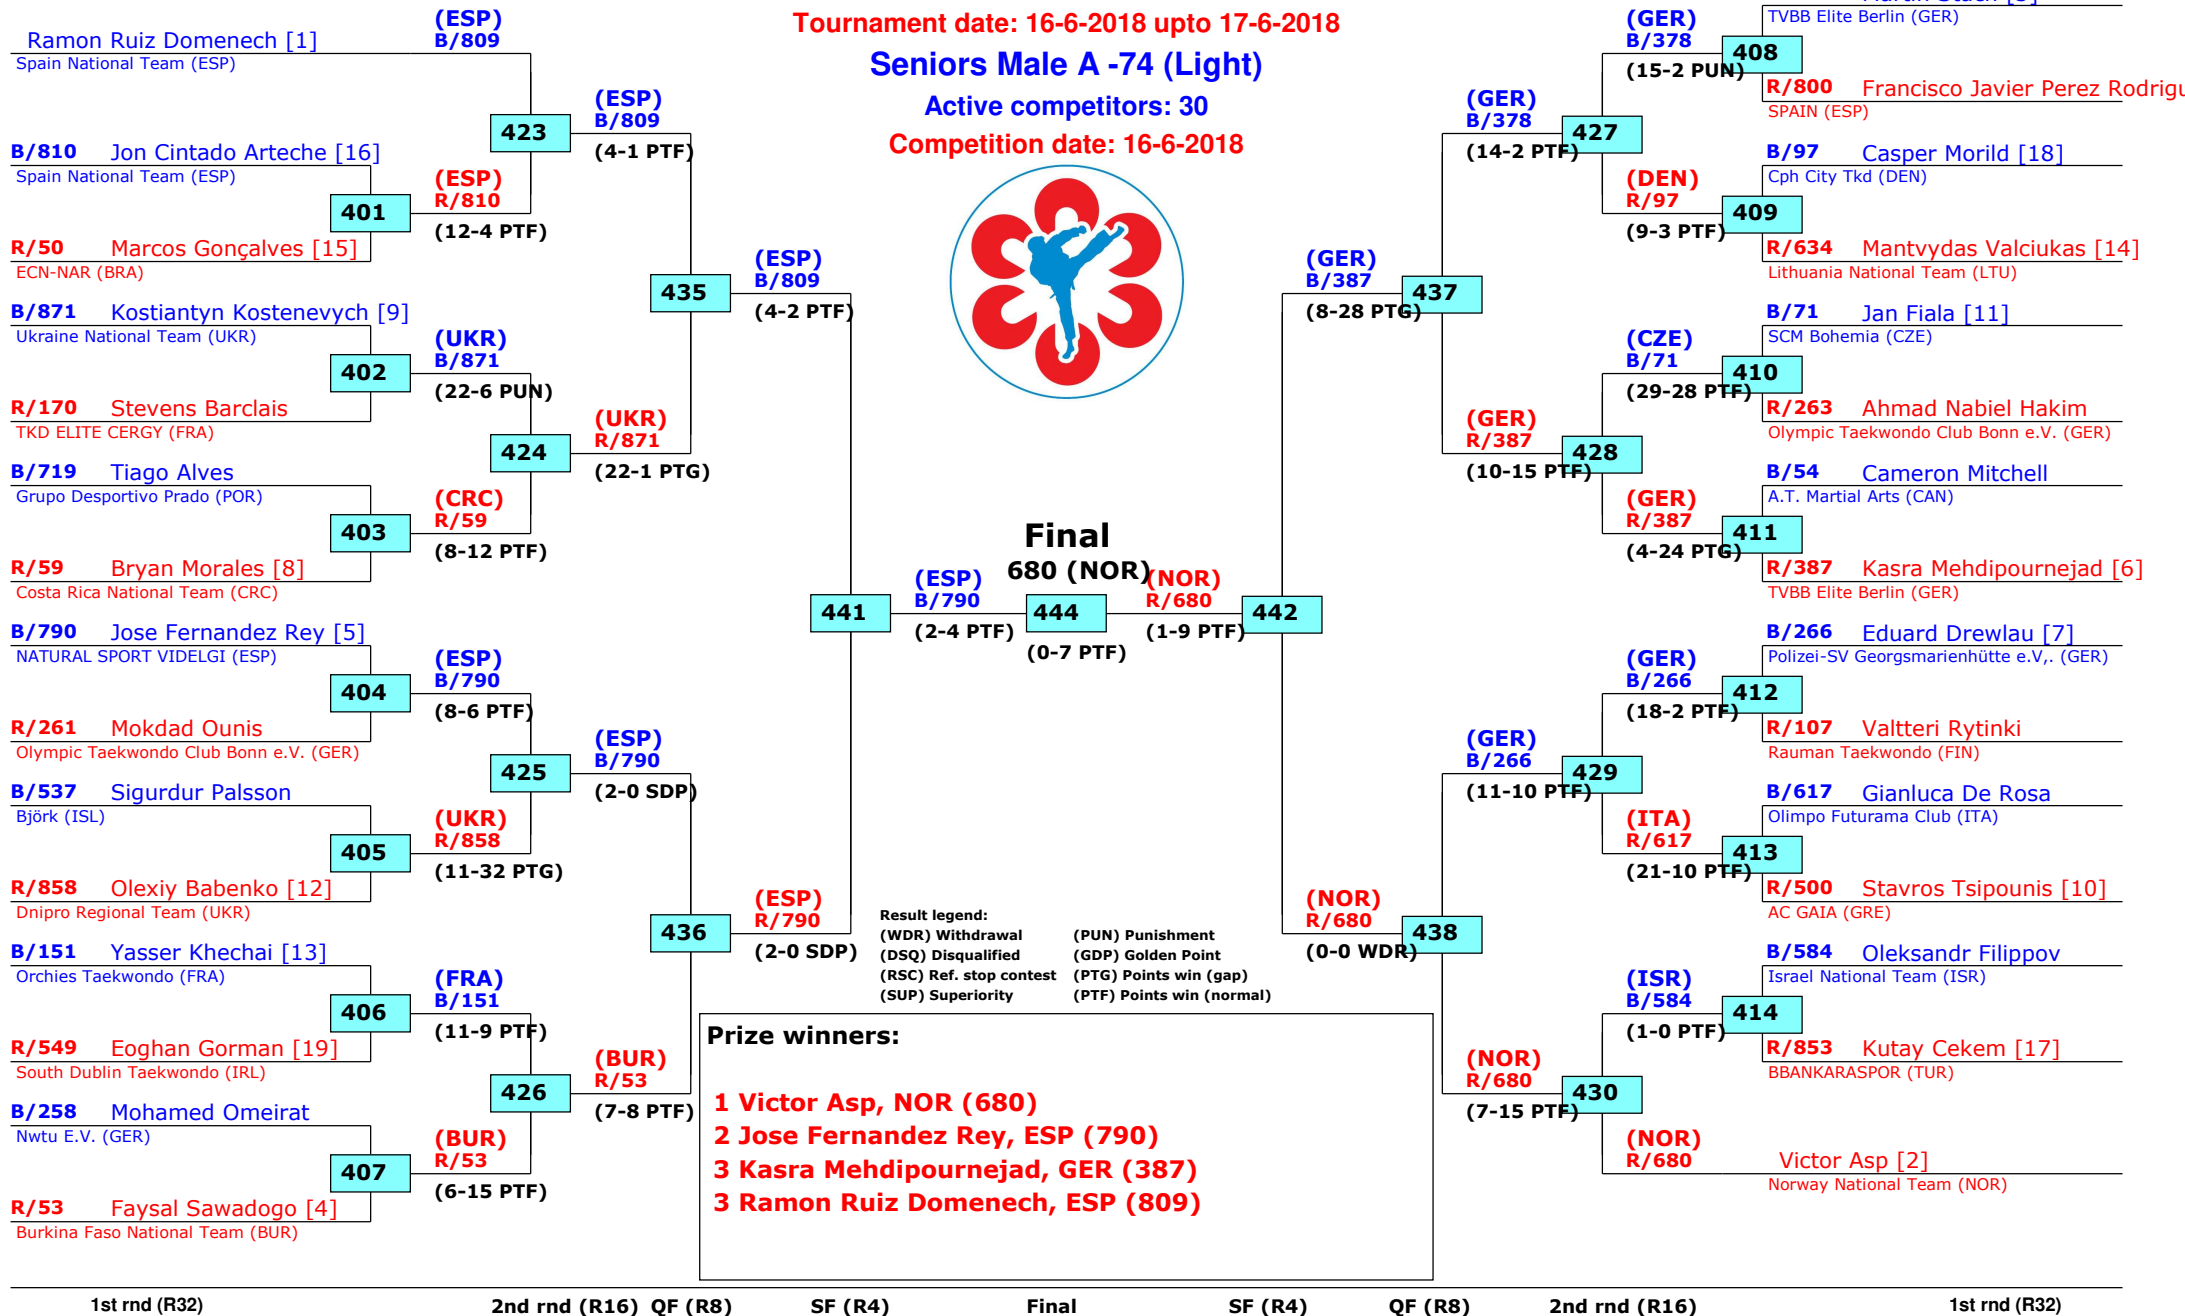 Tournament date: 16-6-2018 upto 17-6-2018
Seniors Male A -74 (Light)
Active competitors: 30
Competition date: 16-6-2018
Ramon Ruiz Domenech [1]
Spain National Team (ESP)
B/810 Jon Cintado Arteche [16]
Spain National Team (ESP)
401
R/50 Marcos Gonçalves [15]
ECN-NAR (BRA)
B/871 Kostiantyn Kostenevych [9]
Ukraine National Team (UKR)
402
R/170 Stevens Barclais
TKD ELITE CERGY (FRA)
B/719 Tiago Alves
Grupo Desportivo Prado (POR)
403
R/59 Bryan Morales [8]
Costa Rica National Team (CRC)
B/790 Jose Fernandez Rey [5]
NATURAL SPORT VIDELGI (ESP)
404
R/261 Mokdad Ounis
Olympic Taekwondo Club Bonn e.V. (GER)
B/537 Sigurdur Palsson
Björk (ISL)
405
R/858 Olexiy Babenko [12]
Dnipro Regional Team (UKR)
B/151 Yasser Khechai [13]
Orchies Taekwondo (FRA)
406
R/549 Eoghan Gorman [19]
South Dublin Taekwondo (IRL)
B/258 Mohamed Omeirat
Nwtu E.V. (GER)
407
R/53 Faysal Sawadogo [4]
Burkina Faso National Team (BUR)
(ESP)
B/809
423
(ESP)
R/810
(12-4 PTF)
(UKR)
B/871
(22-6 PUN)
424
(CRC)
R/59
(8-12 PTF)
(ESP)
B/790
(8-6 PTF)
425
(UKR)
R/858
(11-32 PTG)
(FRA)
B/151
(11-9 PTF)
426
(BUR)
R/53
(6-15 PTF)
(ESP)
B/809
(4-1 PTF)
435
(UKR)
R/871
(22-1 PTG)
(ESP)
B/790
(2-0 SDP)
436
(BUR)
R/53
(7-8 PTF)
(ESP)
B/809
(4-2 PTF)
441
(ESP)
R/790
(2-0 SDP)
(ESP)
B/790
(2-4 PTF)
Final
680 (NOR)
444
(0-7 PTF)
(NOR)
R/680
(1-9 PTF)
442
(GER)
B/387
(8-28 PTG)
437
(NOR)
R/680
(0-0 WDR)
438
(GER)
B/378
(14-2 PTF)
427
(GER)
R/387
(10-15 PTF)
428
(GER)
B/266
(11-10 PTF)
429
(NOR)
R/680
(7-15 PTF)
430
(GER)
B/378
(15-2 PUN)
408
(DEN)
R/97
(9-3 PTF)
409
(CZE)
B/71
(29-28 PTF)
410
(GER)
R/387
(4-24 PTG)
411
(GER)
B/266
(18-2 PTF)
412
(ITA)
R/617
(21-10 PTF)
413
(ISR)
B/584
(1-0 PTF)
414
(NOR)
R/680
TVBB Elite Berlin (GER)
R/800 Francisco Javier Perez Rodrigu
SPAIN (ESP)
B/97 Casper Morild [18]
Cph City Tkd (DEN)
R/634 Mantvydas Valciukas [14]
Lithuania National Team (LTU)
B/71 Jan Fiala [11]
SCM Bohemia (CZE)
R/263 Ahmad Nabiel Hakim
Olympic Taekwondo Club Bonn e.V. (GER)
B/54 Cameron Mitchell
A.T. Martial Arts (CAN)
R/387 Kasra Mehdipournejad [6]
TVBB Elite Berlin (GER)
B/266 Eduard Drewlau [7]
Polizei-SV Georgsmarienhütte e.V,. (GER)
R/107 Valtteri Rytinki
Rauman Taekwondo (FIN)
B/617 Gianluca De Rosa
Olimpo Futurama Club (ITA)
R/500 Stavros Tsipounis [10]
AC GAIA (GRE)
B/584 Oleksandr Filippov
Israel National Team (ISR)
R/853 Kutay Cekem [17]
BBANKARASPOR (TUR)
Victor Asp [2]
Norway National Team (NOR)
Result legend:
(WDR) Withdrawal (PUN) Punishment
(DSQ) Disqualified (GDP) Golden Point
(RSC) Ref. stop contest (PTG) Points win (gap)
(SUP) Superiority (PTF) Points win (normal)
Prize winners:
1 Victor Asp, NOR (680)
2 Jose Fernandez Rey, ESP (790)
3 Kasra Mehdipournejad, GER (387)
3 Ramon Ruiz Domenech, ESP (809)
1st rnd (R32) 2nd rnd (R16) QF (R8) SF (R4) Final SF (R4) QF (R8) 2nd rnd (R16) 1st rnd (R32)